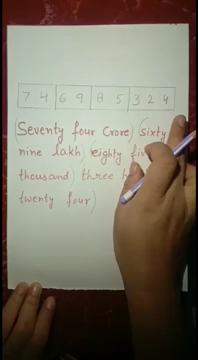 7 4 6 9 8 5 3 2 4
(Seventy four Crore) (sixty
nine lakh) (eighty
thousand) three
twenty four)